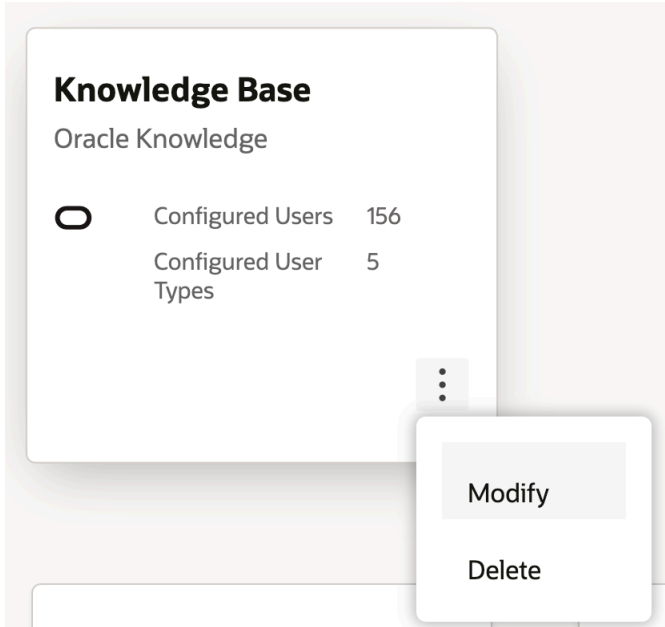 Knowledge Base
Oracle Knowledge
Configured Users 156
Configured User 5
Types
Modify
Delete